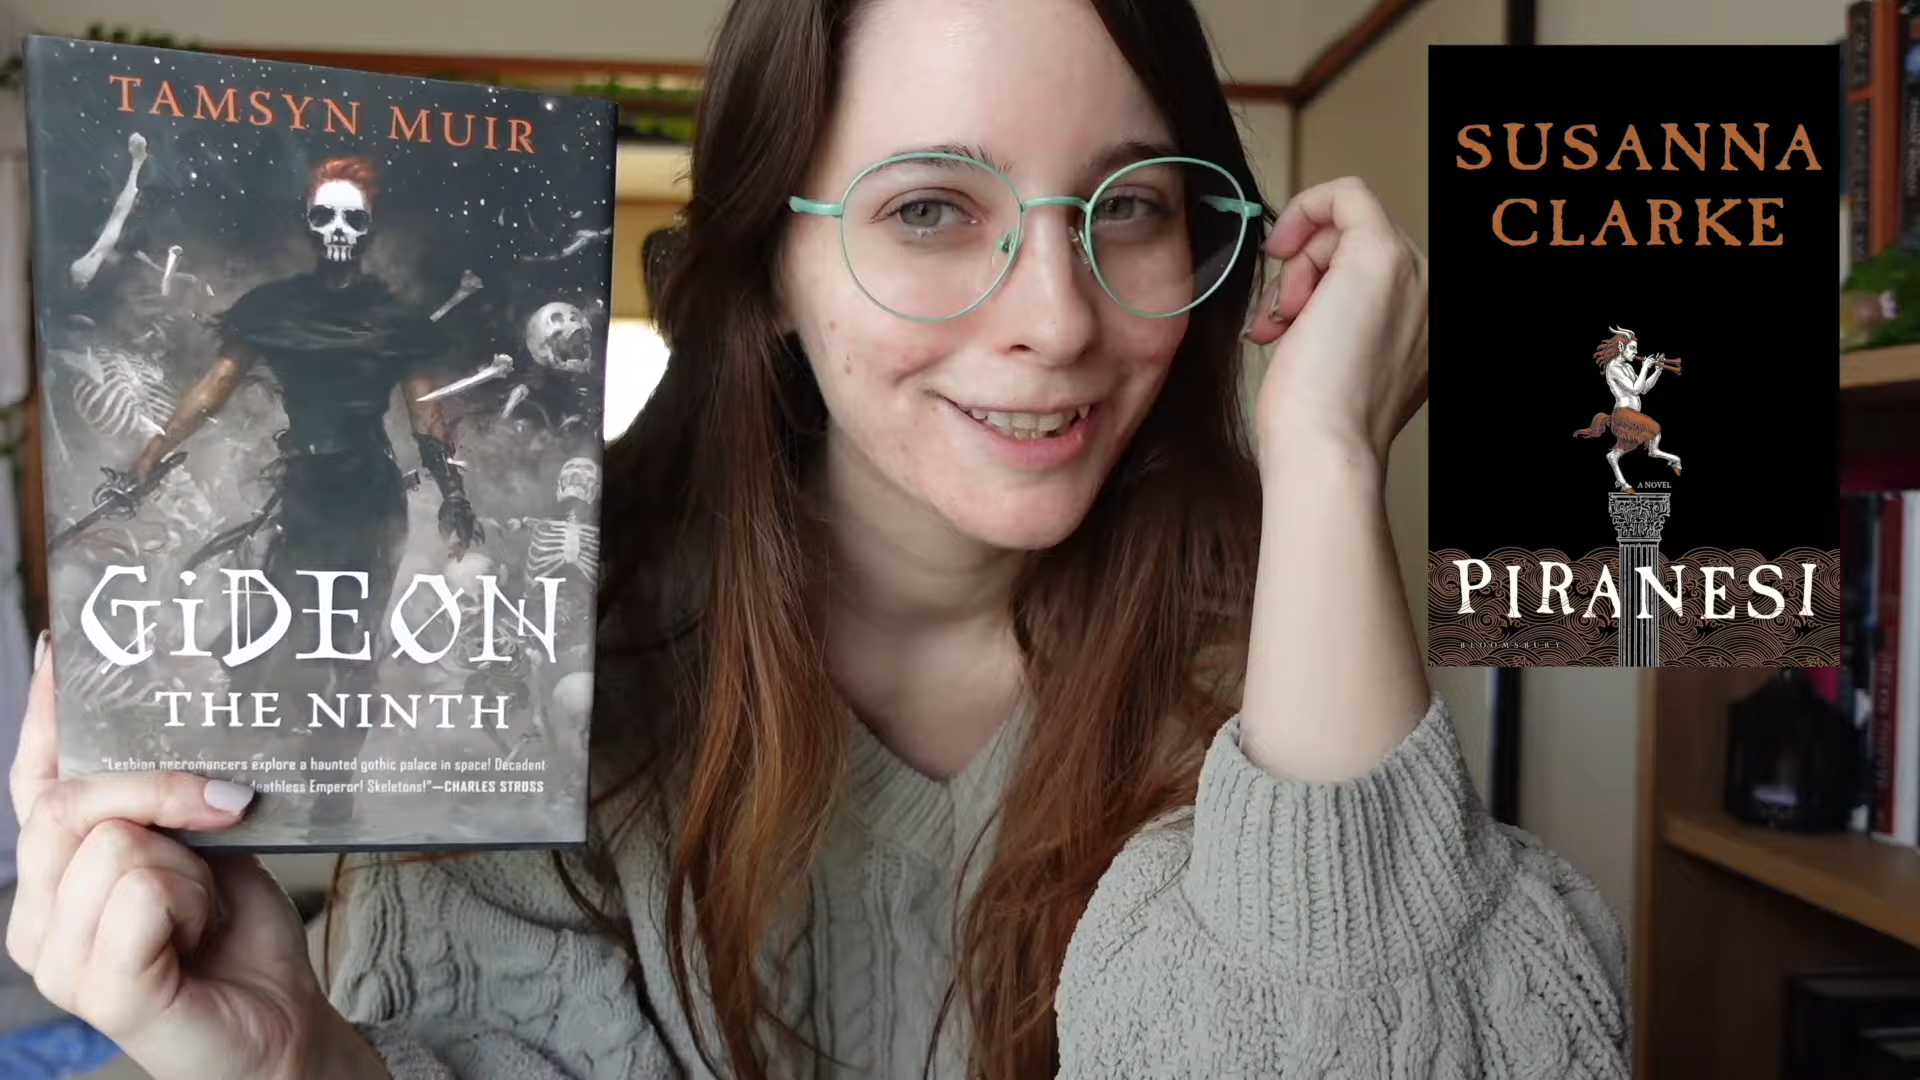 TAMSYN MUIR
GiDEON
THE NINTH
"Lesbian necromancers explore a haunted gothic palace in space! Decadent
deathless Emperor! Skeletons!"—CHARLES STROSS
SUSANNA
CLARKE
A NOVEL
PIRANESI
BLOOMSBURY